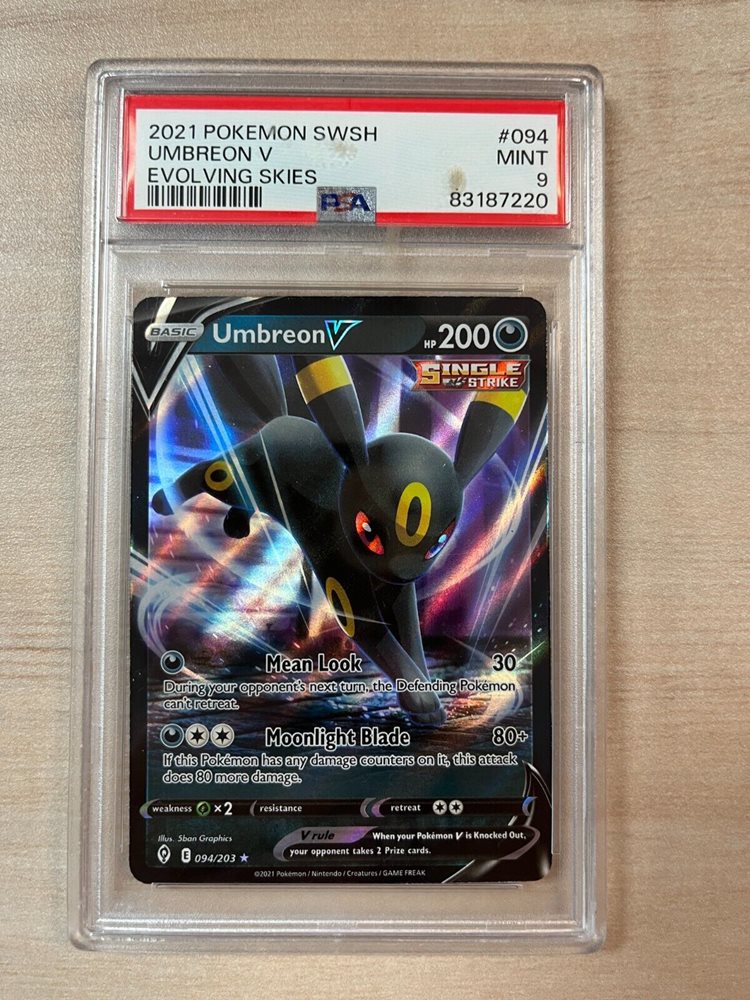 2021 POKEMON SWSH #094
UMBREON V MINT
EVOLVING SKIES 9
PSA 83187220
BASIC Umbreon V HP 200
SINGLE
STRIKE
Mean Look 30
During your opponent's next turn, the Defending Pokémon
can't retreat.
Moonlight Blade 80+
If this Pokémon has any damage counters on it, this attack
does 80 more damage.
weakness ×2 resistance retreat
V rule When your Pokémon V is Knocked Out,
your opponent takes 2 Prize cards.
Illus. 5ban Graphics
E 094/203 ★
©2021 Pokémon / Nintendo / Creatures / GAME FREAK